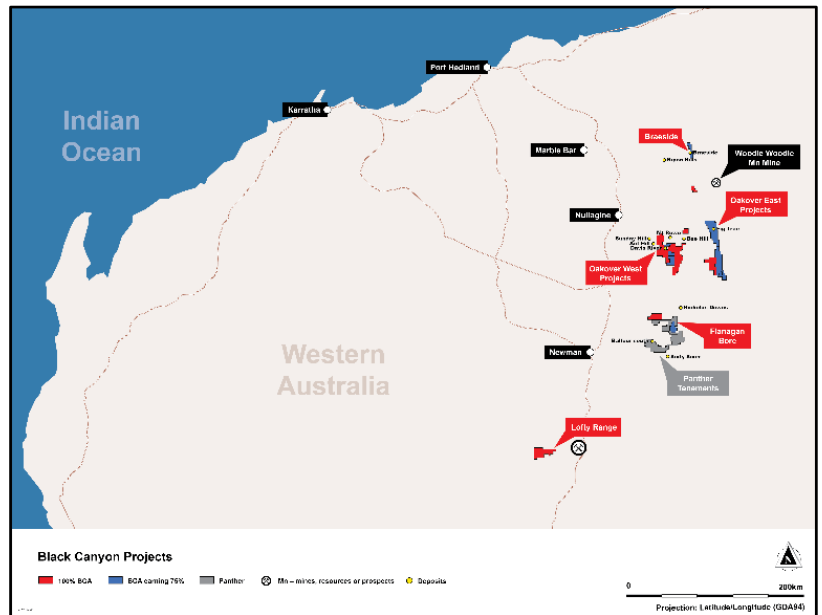 Port Hedland
Karratha
Indian
Ocean
Braeside
Marble Bar
Woodie Woodie
Mn Mine
Oakover East
Projects
Nullagine
Bee Hill
Oakover West
Projects
Flanagan
Bore
Newman
Western
Australia
Panther
Tenements
Lofty Range
Black Canyon Projects
100% BCA
BCA earning 75%
Panther
Mn – mines, resources or prospects
Deposits
0
200km
Projection: Latitude/Longitude (GDA94)